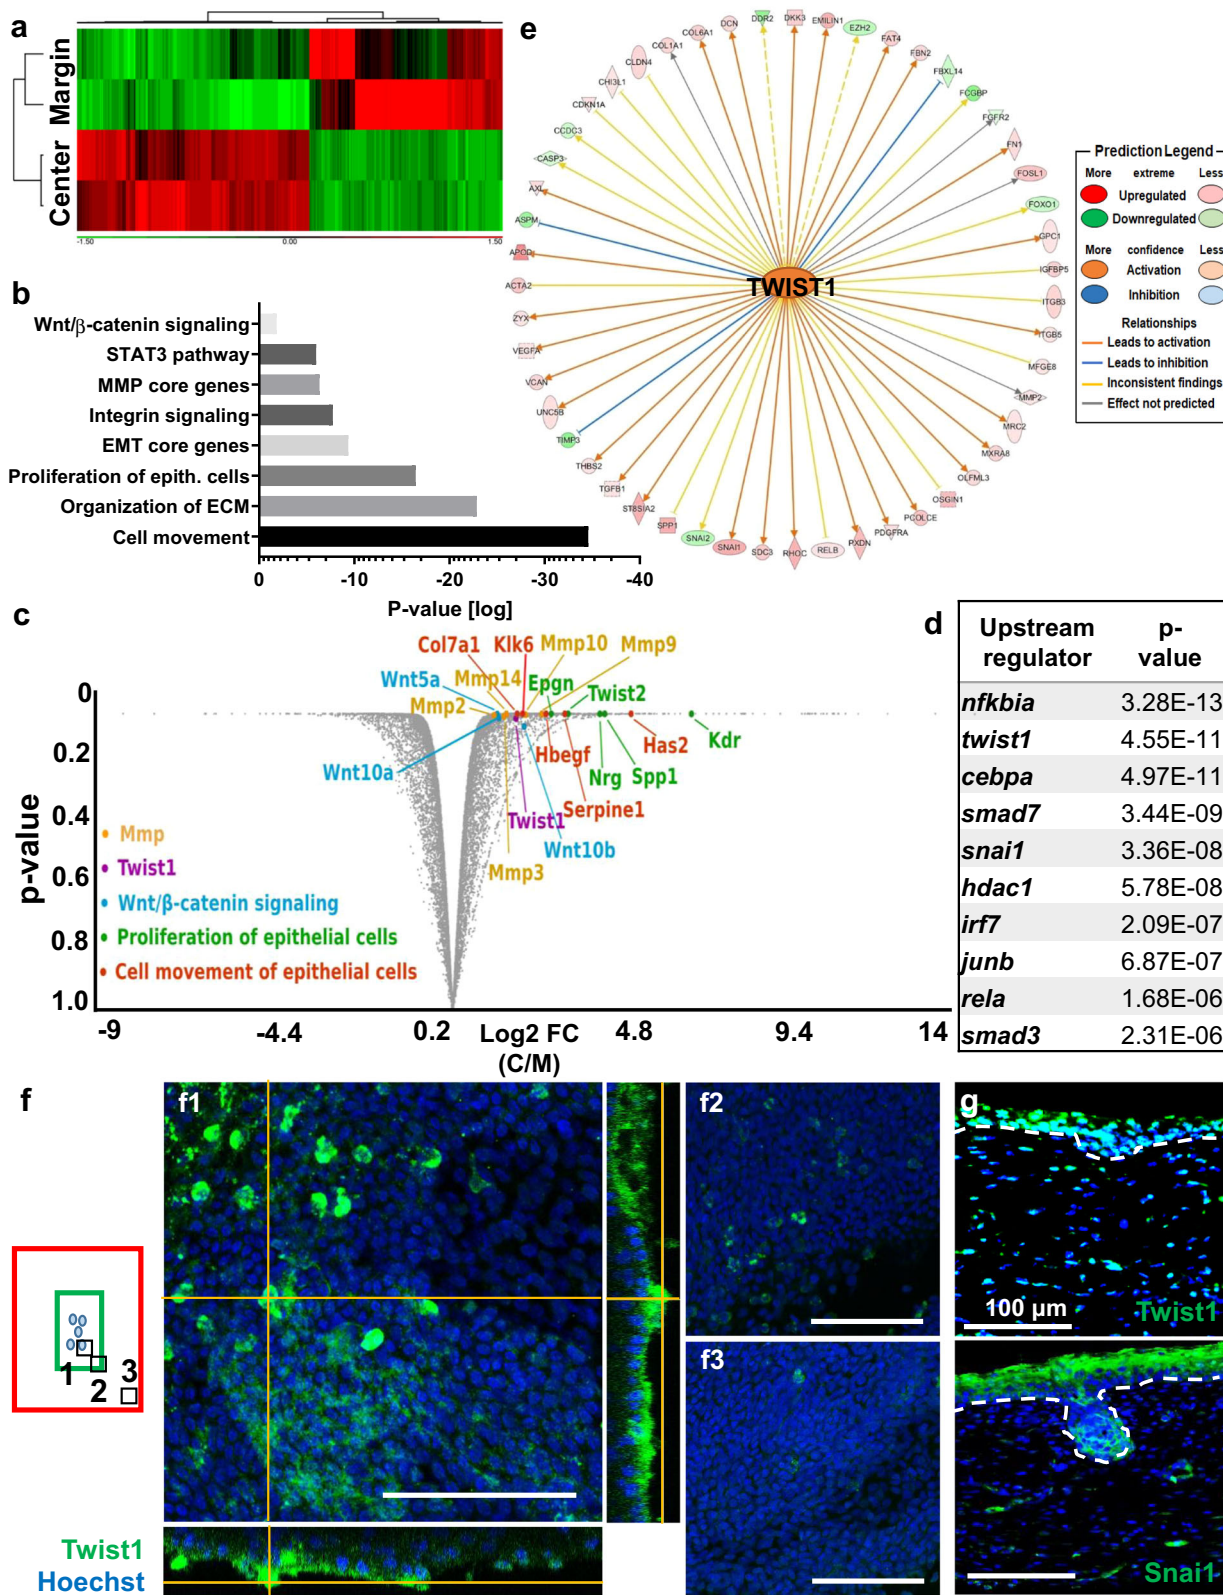 a
Margin
Center
-1.50
0.00
1.50
b
Wnt/β-catenin signaling
STAT3 pathway
MMP core genes
Integrin signaling
EMT core genes
Proliferation of epith. cells
Organization of ECM
Cell movement
0
-10
-20
-30
-40
P-value [log]
e
DDR2
DKK3
EMILIN1
EZH2
FAT4
FBN2
FBXL14
FCGBP
FGFR2
FN1
FOSL1
FOXO1
GPC1
IGFBP5
ITGB3
ITGB5
MFGE8
MMP2
MRC2
MXRA8
OLFML3
OSGIN1
PCOLCE
PDGFRA
PXDN
RELB
RHOC
SDC3
SNAI1
SNAI2
SPP1
ST8SIA2
TGFB1
THBS2
TIMP3
UNC5B
VCAN
VEGFA
ZYX
ACTA2
APOD
ASPM
AXL
CASP3
CCDC3
CDKN1A
CHI3L1
CLDN4
COL1A1
COL6A1
DCN
TWIST1
Prediction Legend
More extreme Less
Upregulated
Downregulated
More confidence Less
Activation
Inhibition
Relationships
Leads to activation
Leads to inhibition
Inconsistent findings
Effect not predicted
c
Col7a1
Klk6
Mmp10
Mmp9
Wnt5a
Mmp14
Epgn
Twist2
Mmp2
Wnt10a
Hbegf
Has2
Kdr
Nrg
Spp1
Serpine1
Twist1
Wnt10b
Mmp3
p-value
0
0.2
0.4
0.6
0.8
1.0
Mmp
Twist1
Wnt/β-catenin signaling
Proliferation of epithelial cells
Cell movement of epithelial cells
-9
-4.4
0.2
4.8
9.4
14
Log2 FC
(C/M)
d
Upstream p-
regulator value
nfkbia 3.28E-13
twist1 4.55E-11
cebpa 4.97E-11
smad7 3.44E-09
snai1 3.36E-08
hdac1 5.78E-08
irf7 2.09E-07
junb 6.87E-07
rela 1.68E-06
smad3 2.31E-06
f
1
2
3
f1
f2
f3
Twist1
Hoechst
g
100 µm
Twist1
Snai1